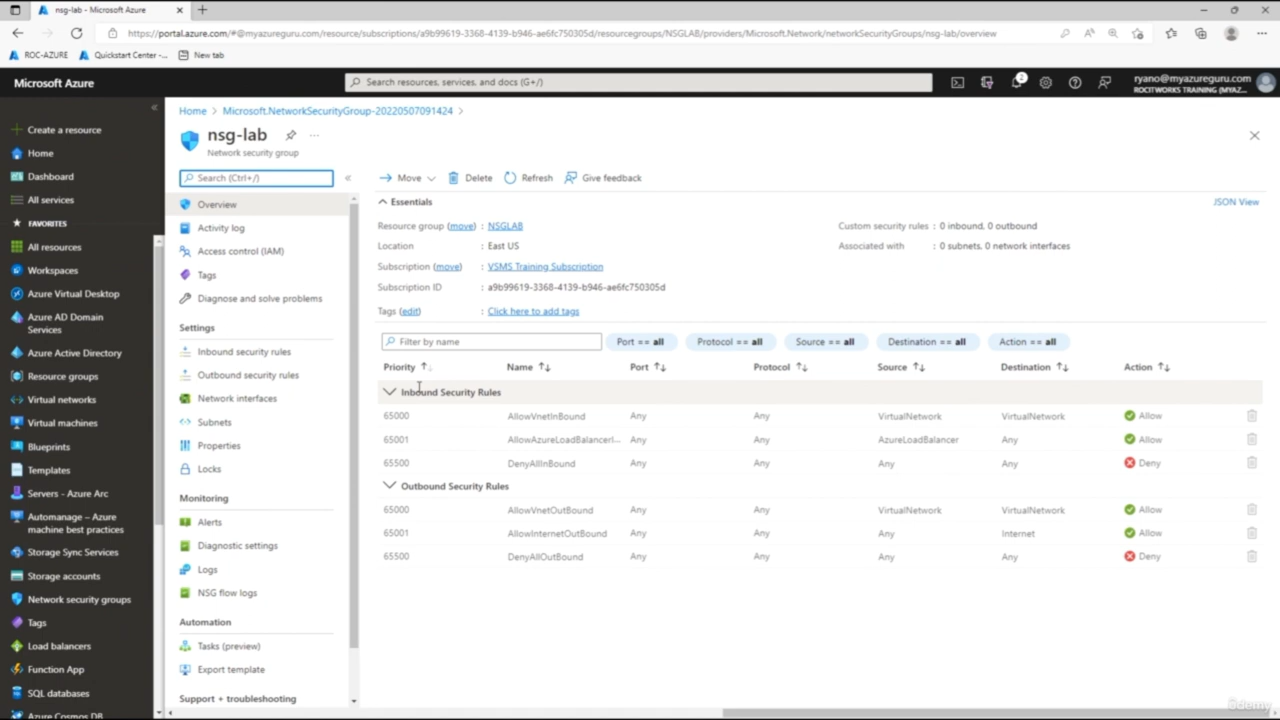 nsg-lab - Microsoft Azure
https://portal.azure.com/#@myazureguru.com/resource/subscriptions/a9b99619-3368-4139-b946-ae6fc750305d/resourcegroups/NSGLAB/providers/Microsoft.Network/networkSecurityGroups/nsg-lab/overview
ROC-AZURE Quickstart Center -... New tab
Microsoft Azure
Search resources, services, and docs (G+/)
2
ryano@myazureguru.com
ROCITWORKS TRAINING (MYAZ...
Create a resource
Home
Dashboard
All services
FAVORITES
All resources
Workspaces
Azure Virtual Desktop
Azure AD Domain
Services
Azure Active Directory
Resource groups
Virtual networks
Virtual machines
Blueprints
Templates
Servers - Azure Arc
Automanage – Azure
machine best practices
Storage Sync Services
Storage accounts
Network security groups
Tags
Load balancers
Function App
SQL databases
Azure Cosmos DB
Home > Microsoft.NetworkSecurityGroup-20220507091424 >
nsg-lab ...
Network security group
Search (Ctrl+/)
Overview
Activity log
Access control (IAM)
Tags
Diagnose and solve problems
Settings
Inbound security rules
Outbound security rules
Network interfaces
Subnets
Properties
Locks
Monitoring
Alerts
Diagnostic settings
Logs
NSG flow logs
Automation
Tasks (preview)
Export template
Support + troubleshooting
Move Delete Refresh Give feedback
Essentials
JSON View
Resource group (move) : NSGLAB
Location : East US
Subscription (move) : VSMS Training Subscription
Subscription ID : a9b99619-3368-4139-b946-ae6fc750305d
Tags (edit) : Click here to add tags
Custom security rules : 0 inbound, 0 outbound
Associated with : 0 subnets, 0 network interfaces
Filter by name Port == all Protocol == all Source == all Destination == all Action == all
Priority ↑↓ Name ↑↓ Port ↑↓ Protocol ↑↓ Source ↑↓ Destination ↑↓ Action ↑↓
Inbound Security Rules
65000 AllowVnetInBound Any Any VirtualNetwork VirtualNetwork Allow
65001 AllowAzureLoadBalancerI... Any Any AzureLoadBalancer Any Allow
65500 DenyAllInBound Any Any Any Any Deny
Outbound Security Rules
65000 AllowVnetOutBound Any Any VirtualNetwork VirtualNetwork Allow
65001 AllowInternetOutBound Any Any Any Internet Allow
65500 DenyAllOutBound Any Any Any Any Deny
ûdemy